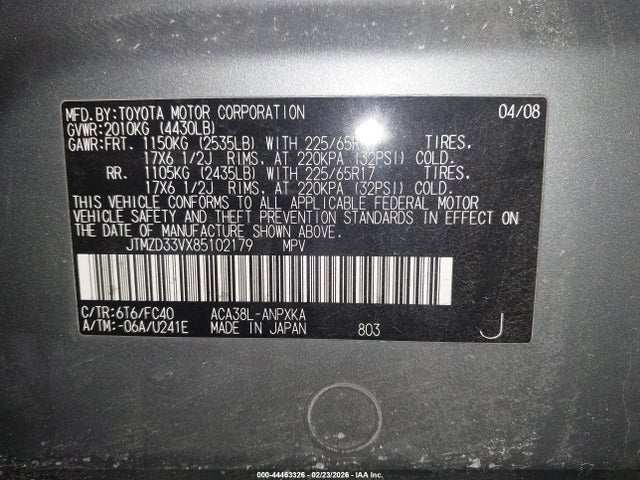 MFD.BY:TOYOTA MOTOR CORPORATION 04/08
GVWR:2010KG (4430LB)
GAWR:FRT. 1150KG (2535LB) WITH 225/65R TIRES,
17X6 1/2J RIMS, AT 220KPA (32PSI) COLD.
RR. 1105KG (2435LB) WITH 225/65R17 TIRES,
17X6 1/2J RIMS, AT 220KPA (32PSI) COLD.
THIS VEHICLE CONFORMS TO ALL APPLICABLE FEDERAL MOTOR
VEHICLE SAFETY AND THEFT PREVENTION STANDARDS IN EFFECT ON
THE DATE OF MANUFACTURE SHOWN ABOVE.
JTMZD33VX85102179 MPV
C/TR:6T6/FC40 ACA38L-ANPXKA
A/TM:-06A/U241E MADE IN JAPAN 803 J
000-44463326 - 02/23/2026 - IAA Inc.